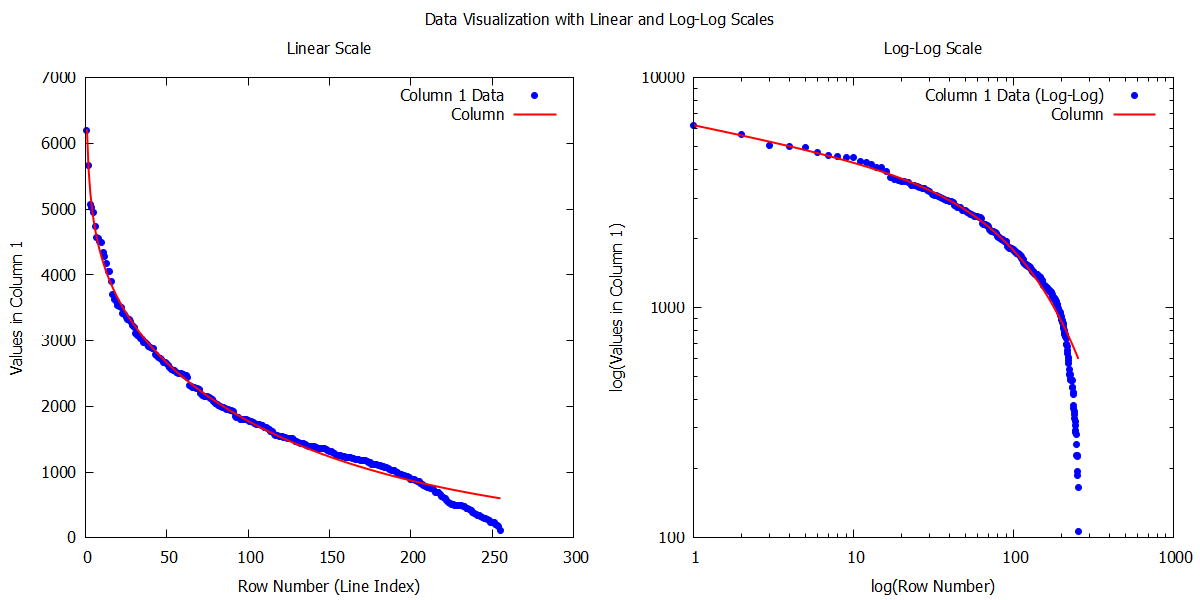 Data Visualization with Linear and Log-Log Scales
Linear Scale
7000
6000
5000
4000
3000
2000
1000
0
0 50 100 150 200 250 300
Values in Column 1
Row Number (Line Index)
Column 1 Data
Column
Log-Log Scale
10000
1000
100
1 10 100 1000
log(Values in Column 1)
log(Row Number)
Column 1 Data (Log-Log)
Column